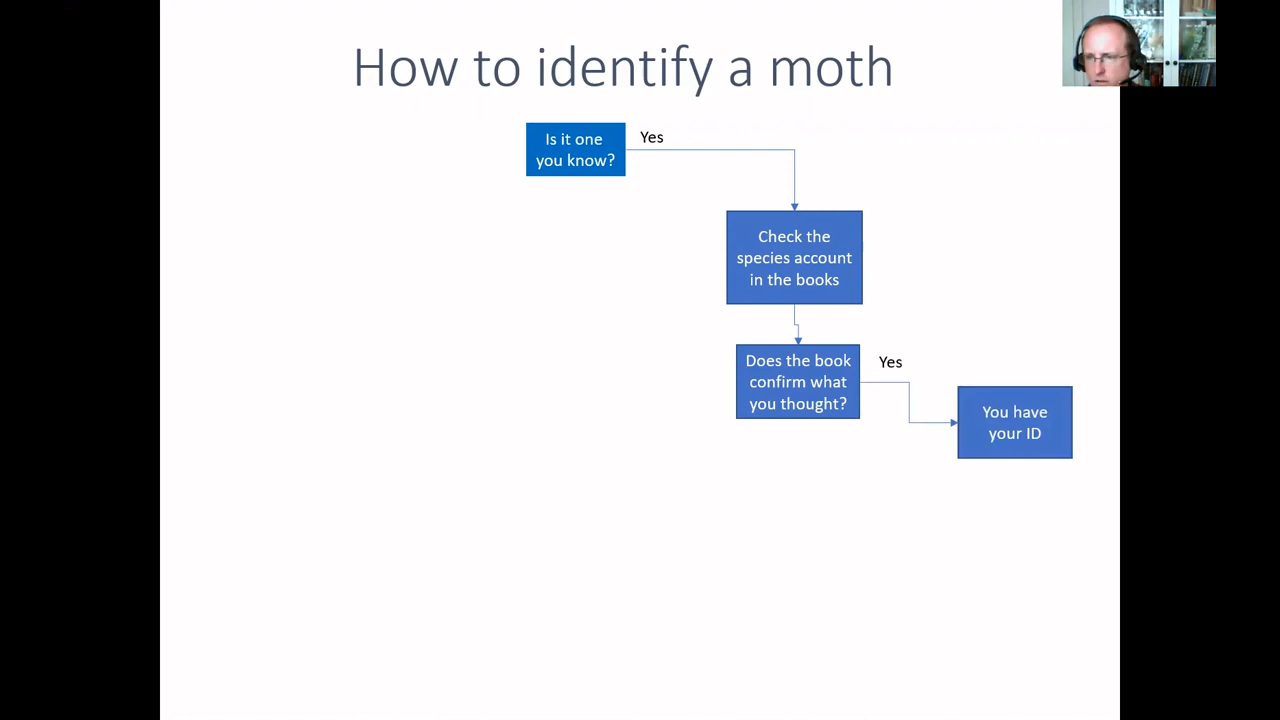 How to identify a moth
Is it one
you know?
Yes
Check the
species account
in the books
Does the book
confirm what
you thought?
Yes
You have
your ID